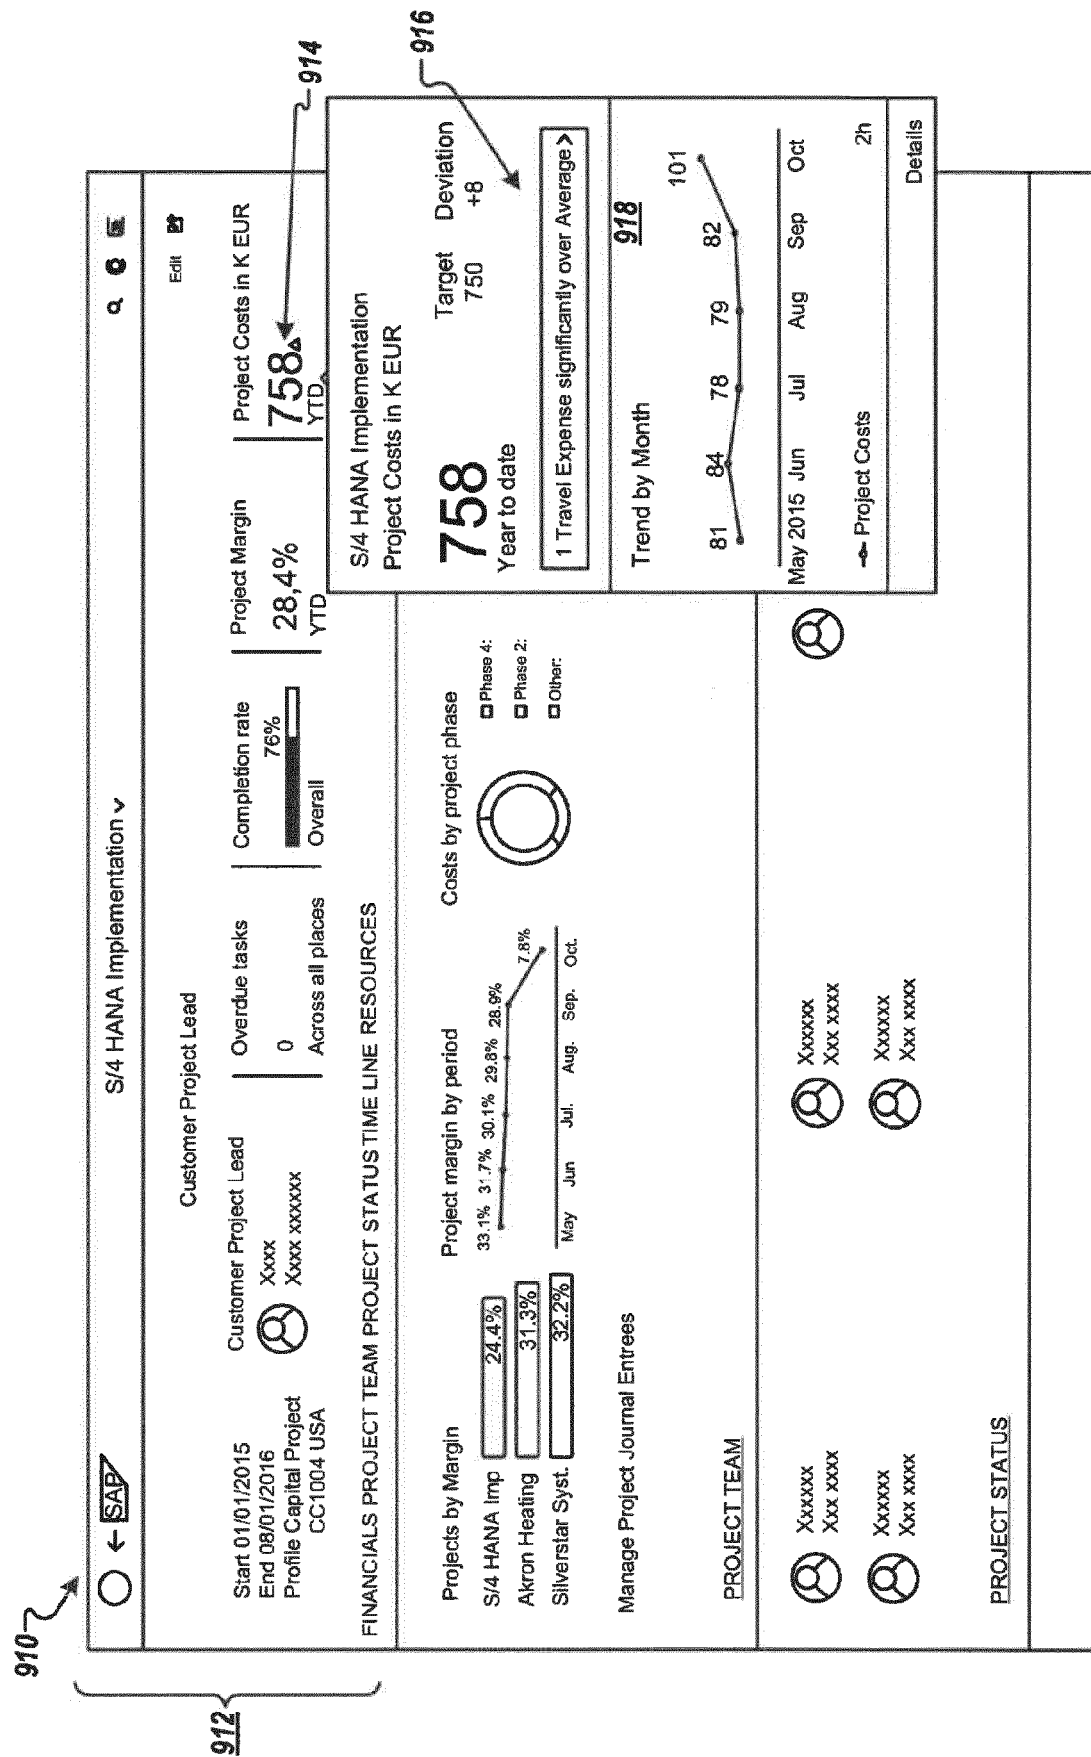 910
912
914
916
918
SAP
S/4 HANA Implementation
Customer Project Lead
Edit
Start 01/01/2015
End 08/01/2016
Profile Capital Project
CC1004 USA
Customer Project Lead
Xxxx
Xxxx xxxxxx
Overdue tasks
0
Across all places
Completion rate
76%
Overall
Project Margin
28,4%
YTD
Project Costs in K EUR
758
YTD
FINANCIALS PROJECT TEAM PROJECT STATUS TIME LINE RESOURCES
Projects by Margin
S/4 HANA Imp 24.4%
Akron Heating 31.3%
Silverstar Syst. 32.2%
Project margin by period
33.1% 31.7% 30.1% 29.8% 28.9% 7.8%
May Jun Jul. Aug. Sep. Oct.
Costs by project phase
Phase 4:
Phase 2:
Other:
Manage Project Journal Entrees
S/4 HANA Implementation
Project Costs in K EUR
758
Year to date
Target
750
Deviation
+8
1 Travel Expense significantly over Average >
Trend by Month
81 84 78 79 82 101
May 2015 Jun Jul Aug Sep Oct
Project Costs
2h
Details
PROJECT TEAM
Xxxxxx
Xxx xxxx
Xxxxxx
Xxx xxxx
Xxxxxx
Xxx xxxx
Xxxxxx
Xxx xxxx
PROJECT STATUS